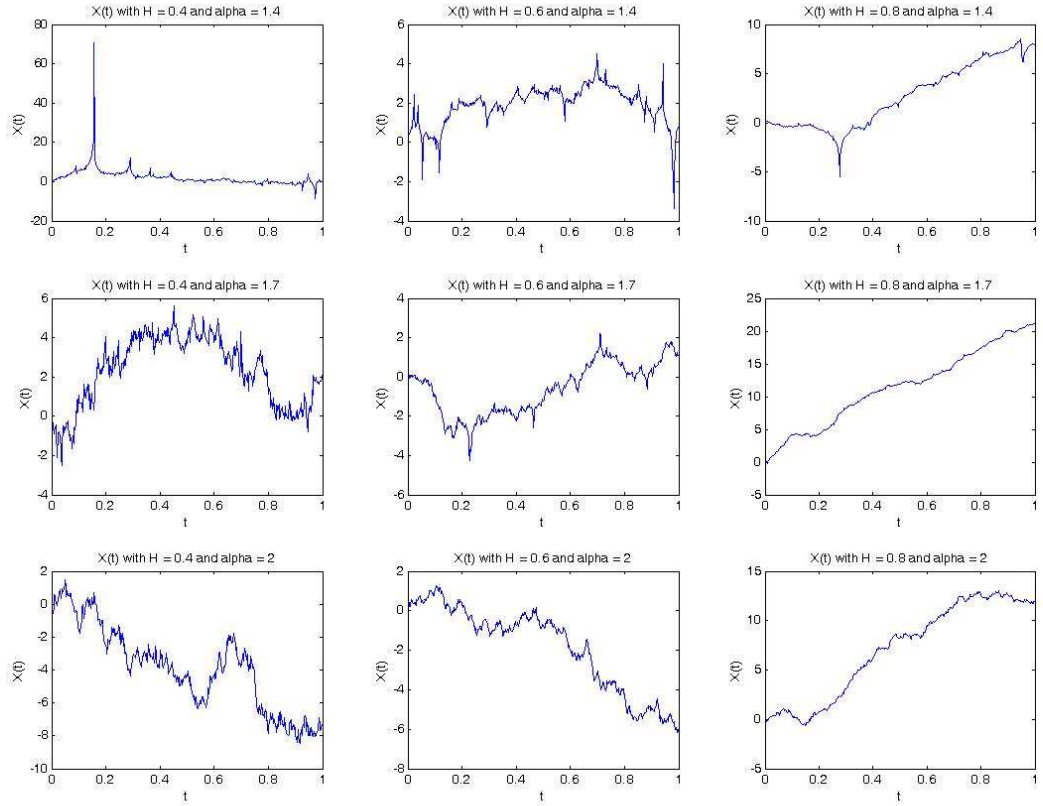 X(t) with H = 0.4 and alpha = 1.4
X(t)
80
60
40
20
0
-20
0 0.2 0.4 0.6 0.8 1
t
X(t) with H = 0.6 and alpha = 1.4
X(t)
6
4
2
0
-2
-4
0 0.2 0.4 0.6 0.8 1
t
X(t) with H = 0.8 and alpha = 1.4
X(t)
10
5
0
-5
-10
0 0.2 0.4 0.6 0.8 1
t
X(t) with H = 0.4 and alpha = 1.7
X(t)
6
4
2
0
-2
-4
0 0.2 0.4 0.6 0.8 1
t
X(t) with H = 0.6 and alpha = 1.7
X(t)
4
2
0
-2
-4
-6
0 0.2 0.4 0.6 0.8 1
t
X(t) with H = 0.8 and alpha = 1.7
X(t)
25
20
15
10
5
0
-5
0 0.2 0.4 0.6 0.8 1
t
X(t) with H = 0.4 and alpha = 2
X(t)
2
0
-2
-4
-6
-8
-10
0 0.2 0.4 0.6 0.8 1
t
X(t) with H = 0.6 and alpha = 2
X(t)
2
0
-2
-4
-6
-8
0 0.2 0.4 0.6 0.8 1
t
X(t) with H = 0.8 and alpha = 2
X(t)
15
10
5
0
-5
0 0.2 0.4 0.6 0.8 1
t